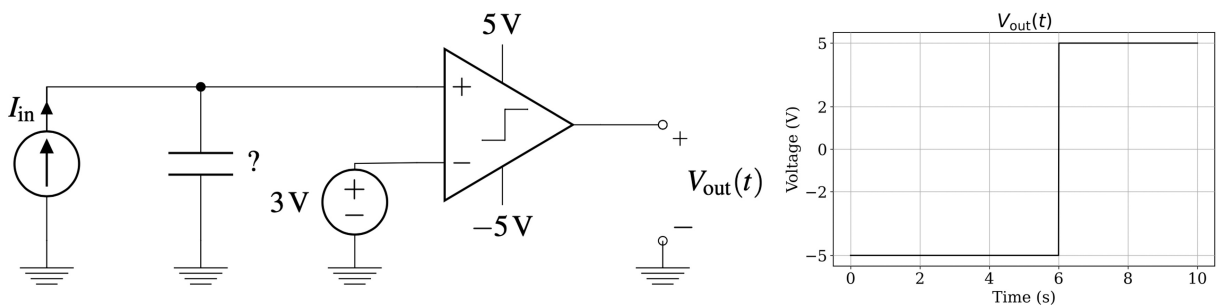 5 V
I_in
+
−
?
3 V
+
−
−5 V
+
V_out(t)
−
V_out(t)
Voltage (V)
5
2
0
−2
−5
0 2 4 6 8 10
Time (s)